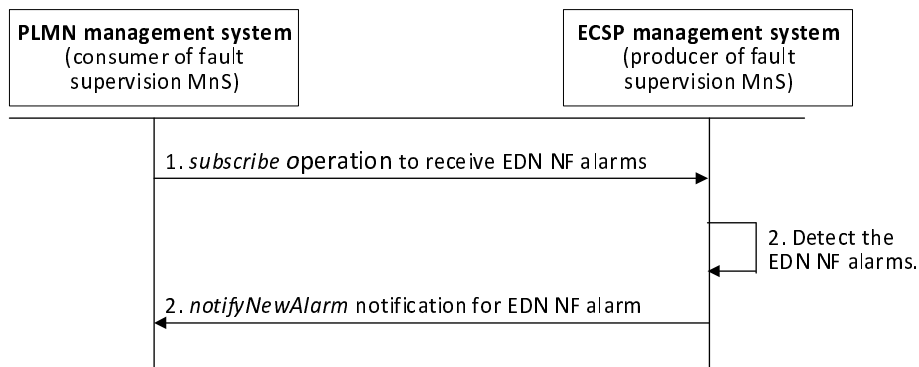 PLMN management system
(consumer of fault
supervision MnS)
ECSP management system
(producer of fault
supervision MnS)
1. subscribe operation to receive EDN NF alarms
2. Detect the
EDN NF alarms.
2. notifyNewAlarm notification for EDN NF alarm